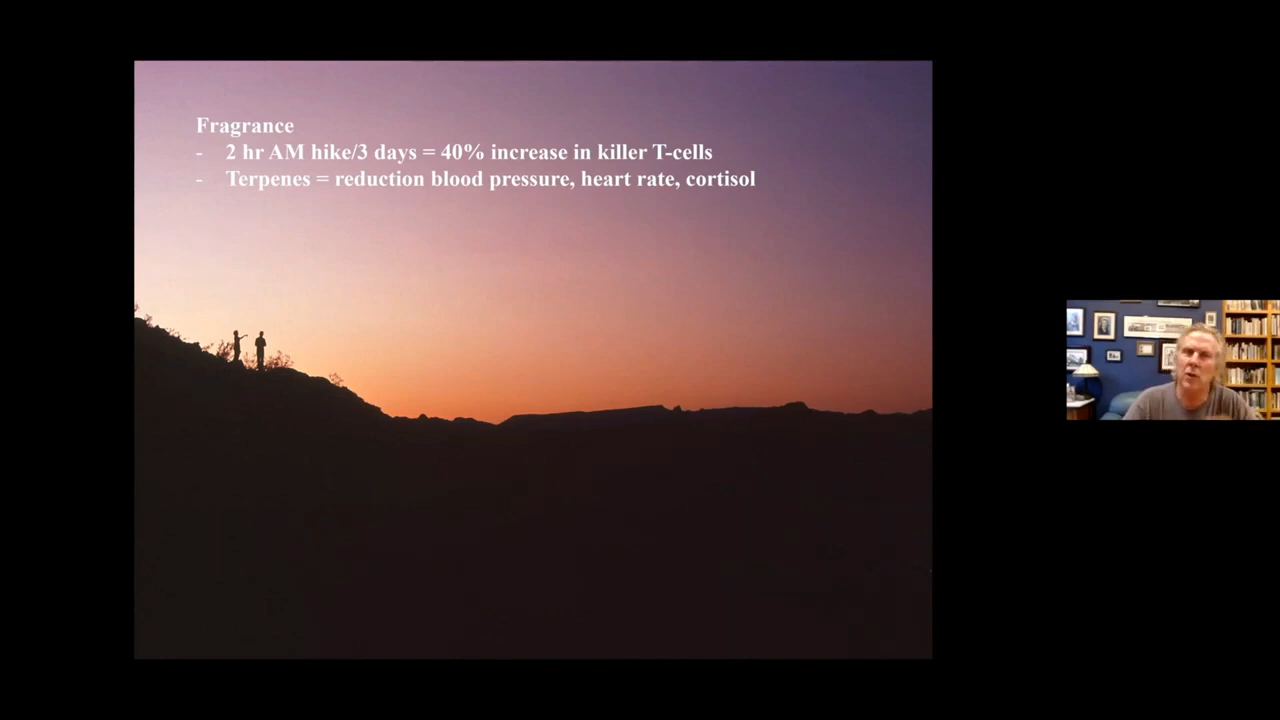 Fragrance
- 2 hr AM hike/3 days = 40% increase in killer T-cells
- Terpenes = reduction blood pressure, heart rate, cortisol